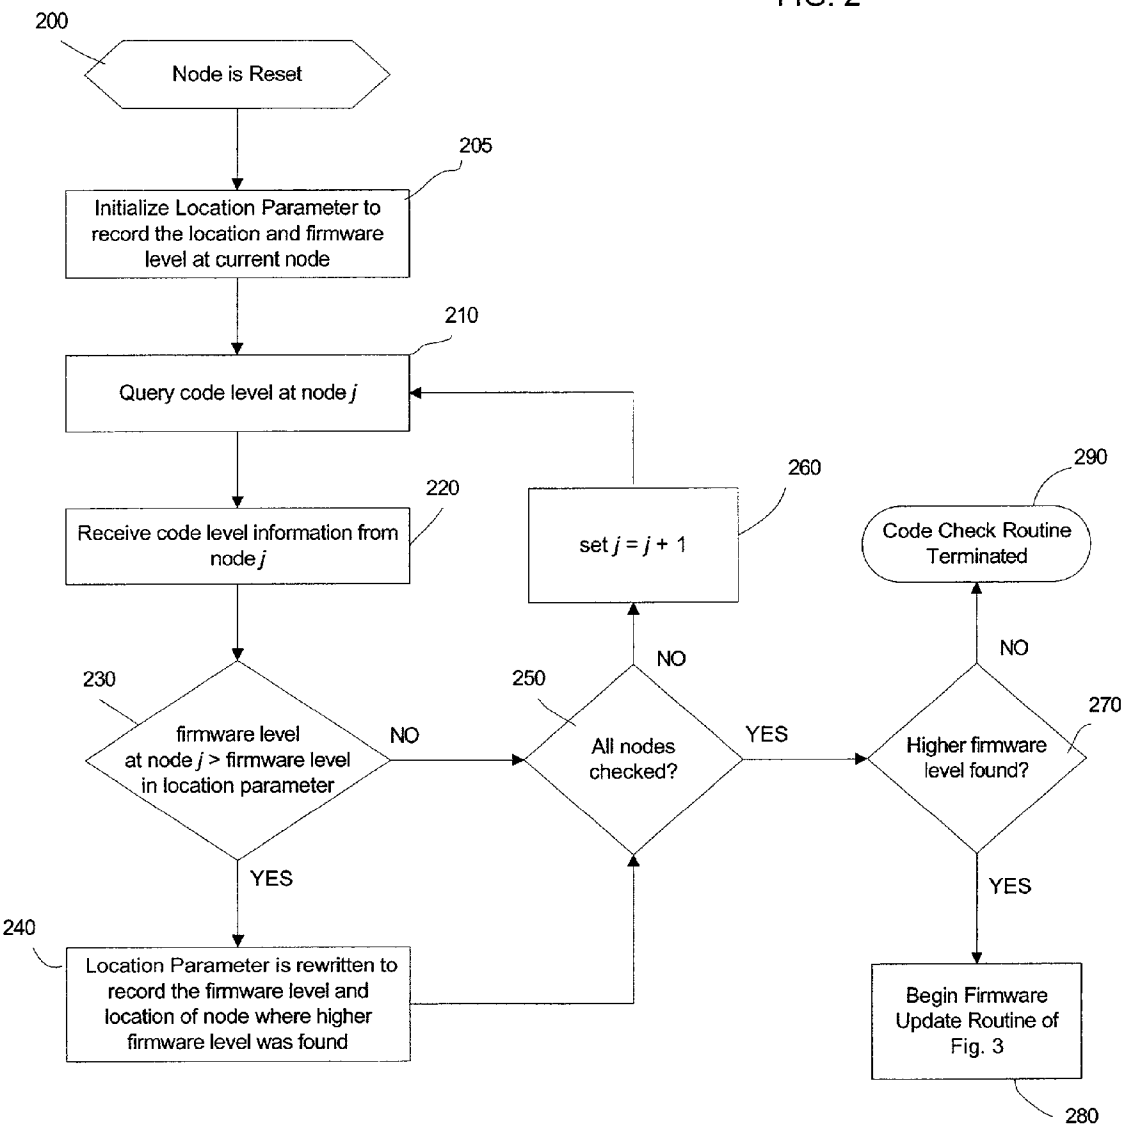 FIG. 2
200
Node is Reset
205
Initialize Location Parameter to
record the location and firmware
level at current node
210
Query code level at node j
220
Receive code level information from
node j
260
set j = j + 1
290
Code Check Routine
Terminated
230
firmware level
at node j > firmware level
in location parameter
NO
YES
250
All nodes
checked?
NO
YES
270
Higher firmware
level found?
NO
YES
240
Location Parameter is rewritten to
record the firmware level and
location of node where higher
firmware level was found
Begin Firmware
Update Routine of
Fig. 3
280